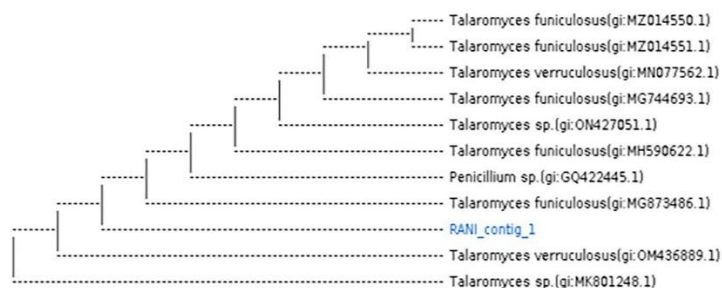 Talaromyces funiculosus(gi:MZ014550.1)
Talaromyces funiculosus(gi:MZ014551.1)
Talaromyces verruculosus(gi:MN077562.1)
Talaromyces funiculosus(gi:MG744693.1)
Talaromyces sp.(gi:ON427051.1)
Talaromyces funiculosus(gi:MH590622.1)
Penicillium sp.(gi:GQ422445.1)
Talaromyces funiculosus(gi:MG873486.1)
RANI_contig_1
Talaromyces verruculosus(gi:OM436889.1)
Talaromyces sp.(gi:MK801248.1)